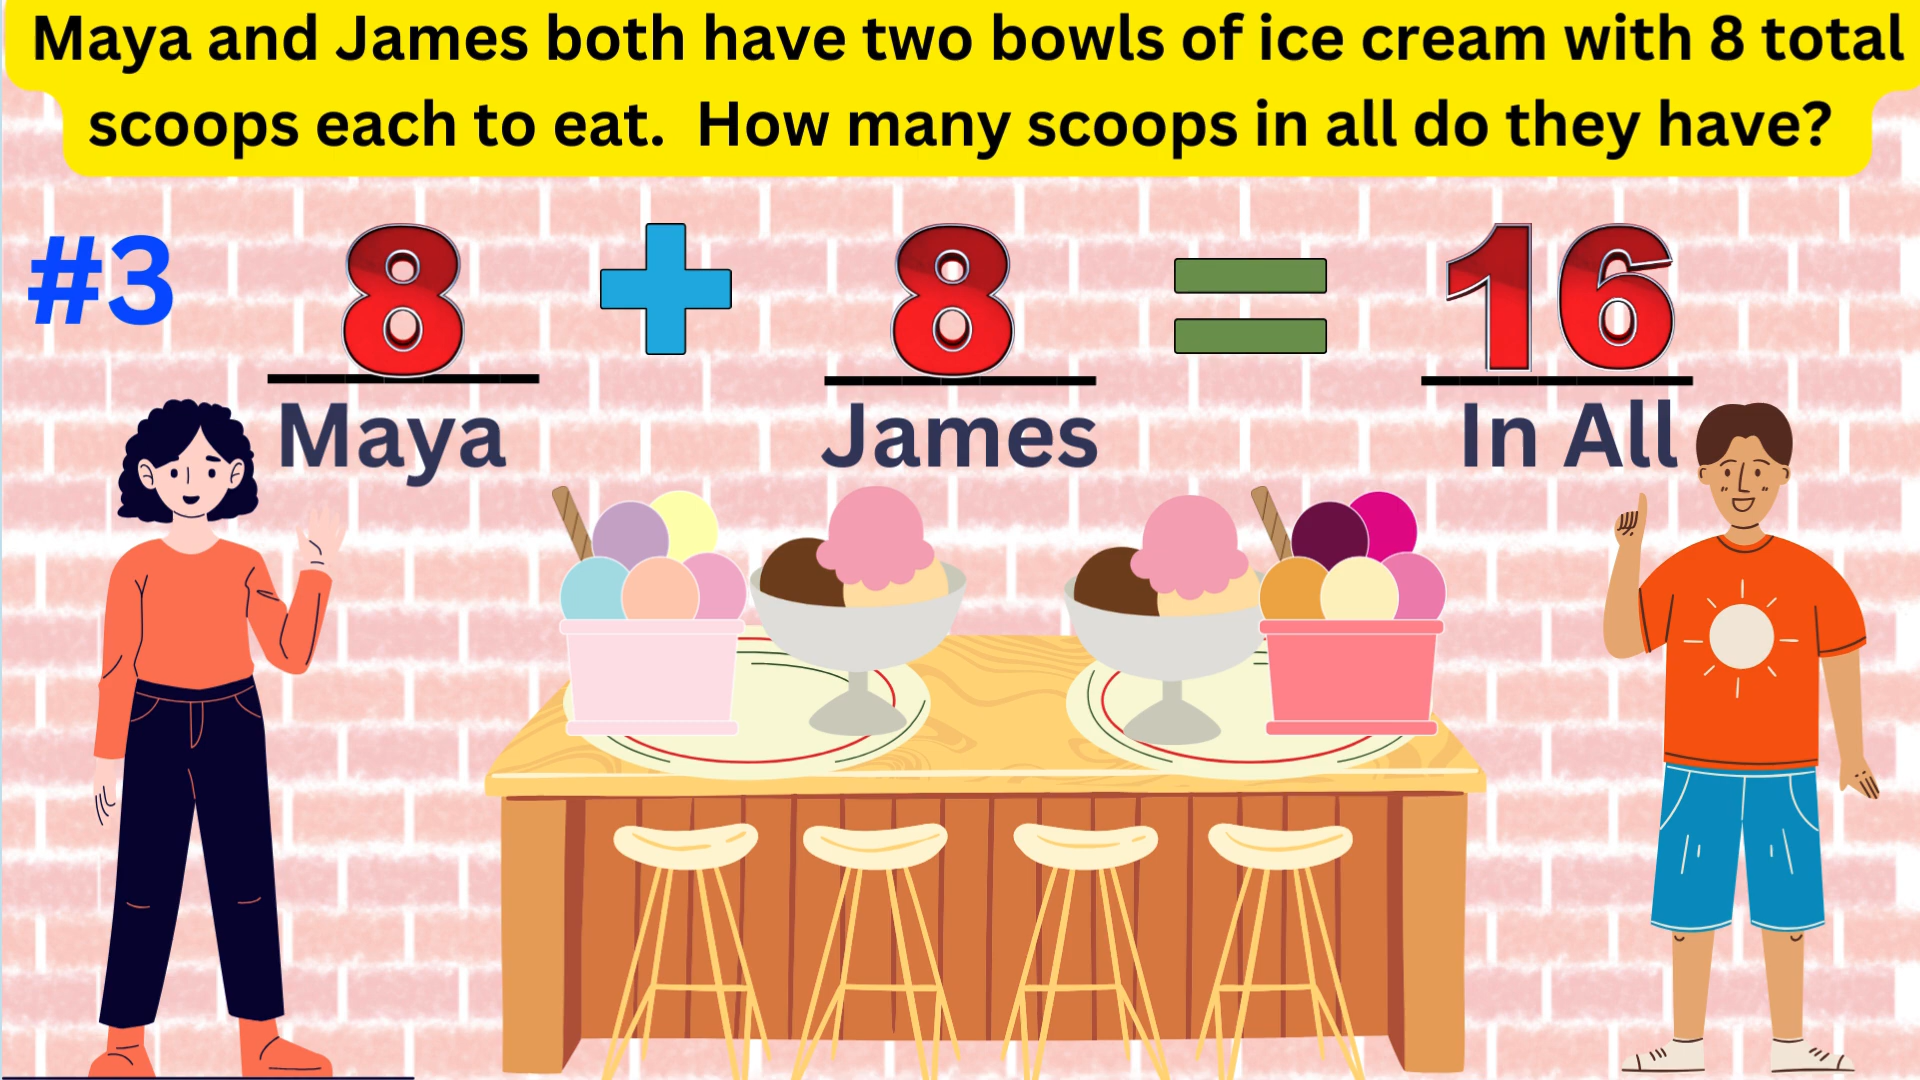 Maya and James both have two bowls of ice cream with 8 total
scoops each to eat.  How many scoops in all do they have?
#3 8 + 8 = 16
Maya James In All